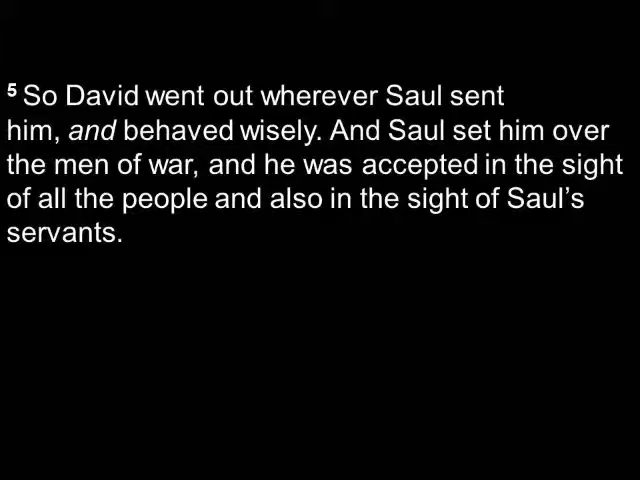 5 So David went out wherever Saul sent
him, and behaved wisely. And Saul set him over
the men of war, and he was accepted in the sight
of all the people and also in the sight of Saul’s
servants.